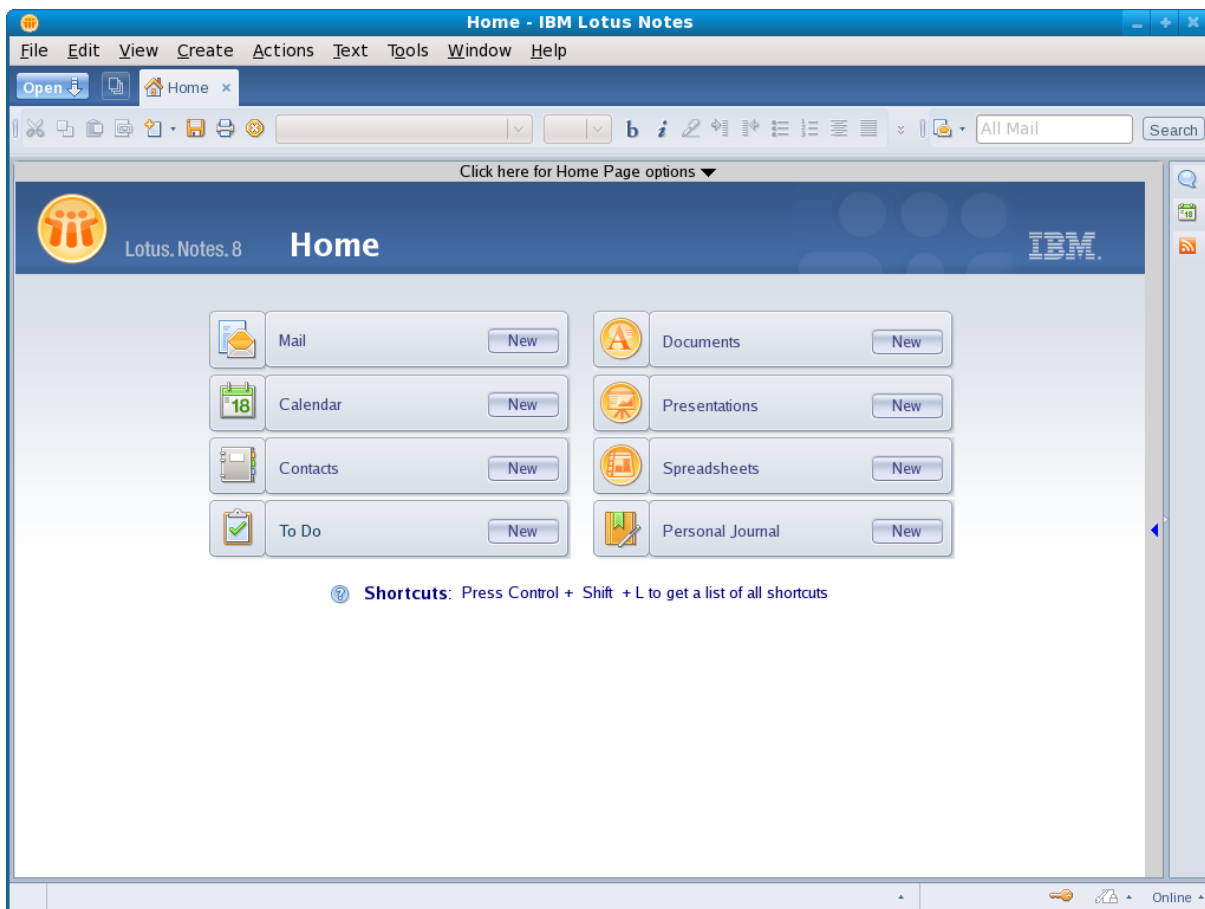 Home - IBM Lotus Notes
File Edit View Create Actions Text Tools Window Help
Open Home
b i All Mail Search
Click here for Home Page options
Lotus. Notes. 8 Home IBM.
Mail New Documents New
18 Calendar New Presentations New
Contacts New Spreadsheets New
To Do New Personal Journal New
Shortcuts: Press Control + Shift + L to get a list of all shortcuts
Online